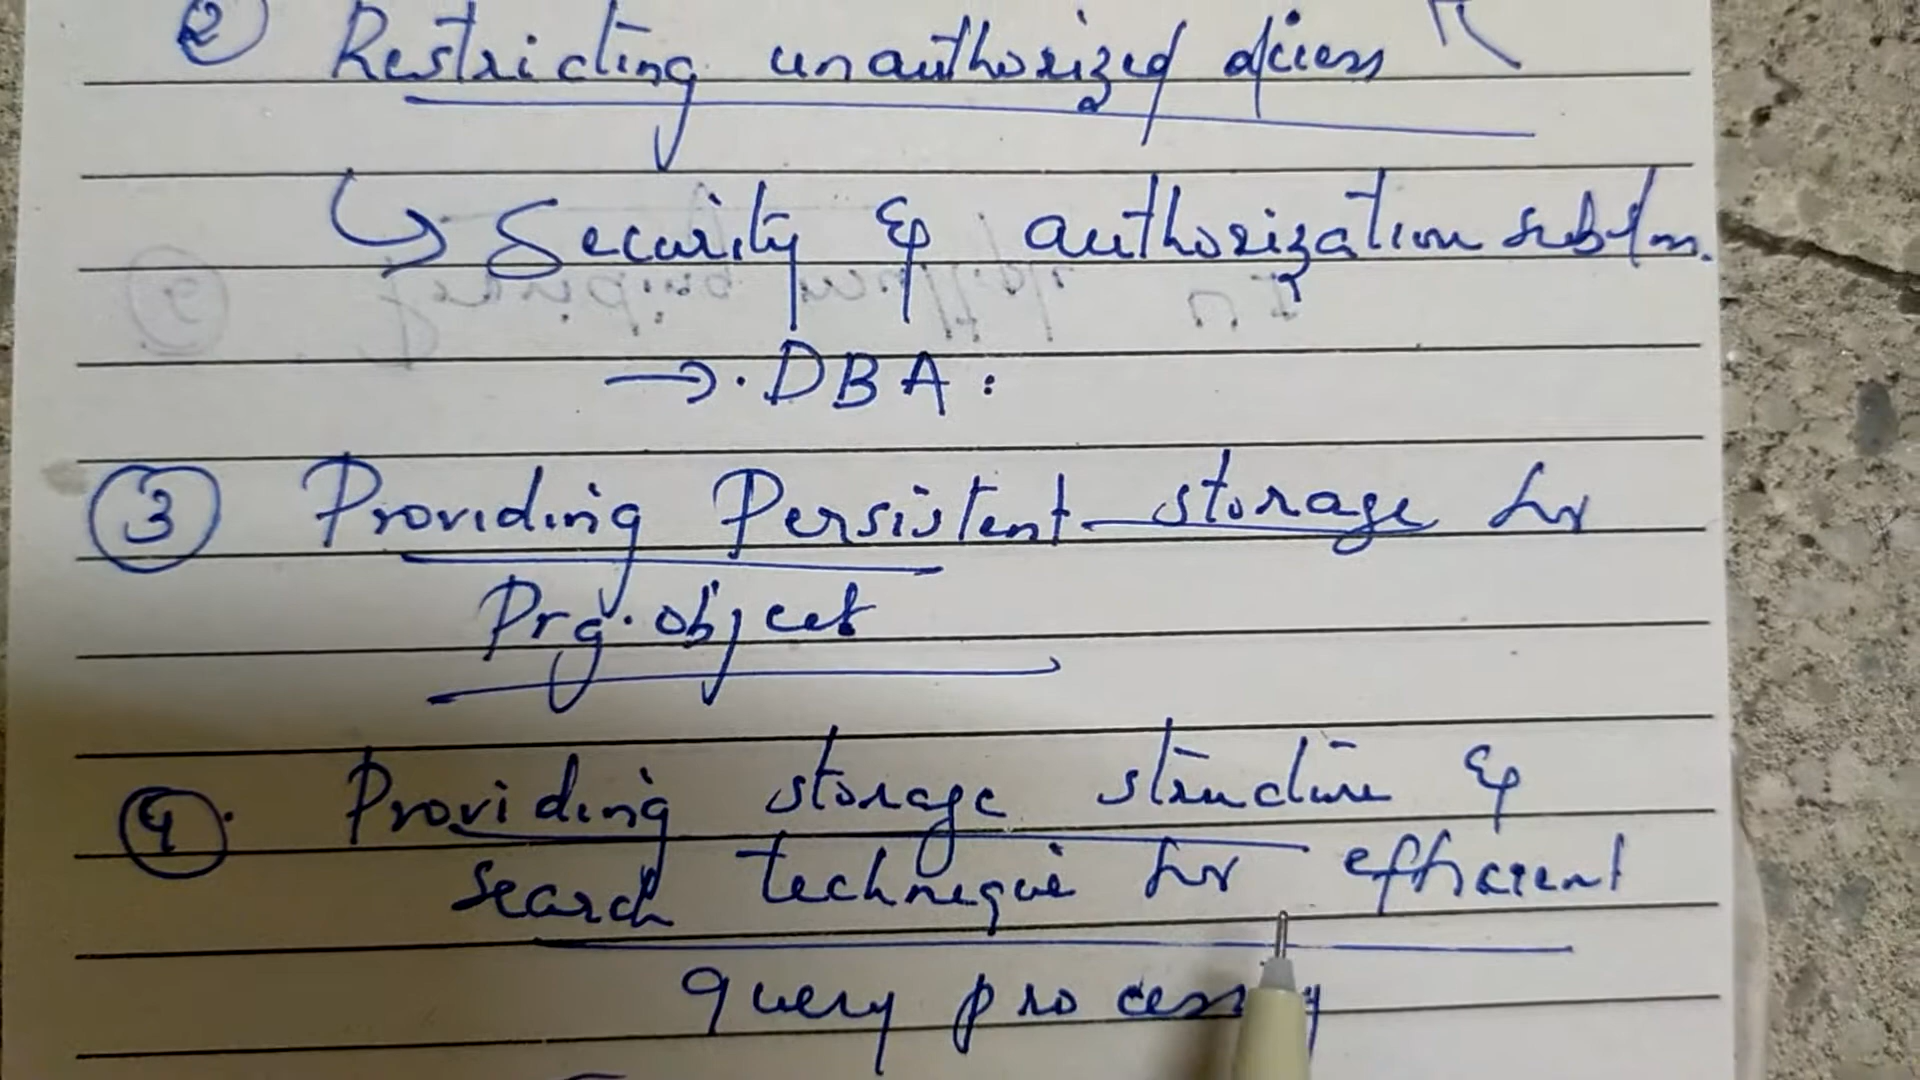 ② Restricting unauthorized access
↳ Security & authorization subs/m.
→ . DBA :
③ Providing Persistent storage for
Prg. object
④. Providing storage structure &
search technique for efficient
query processing